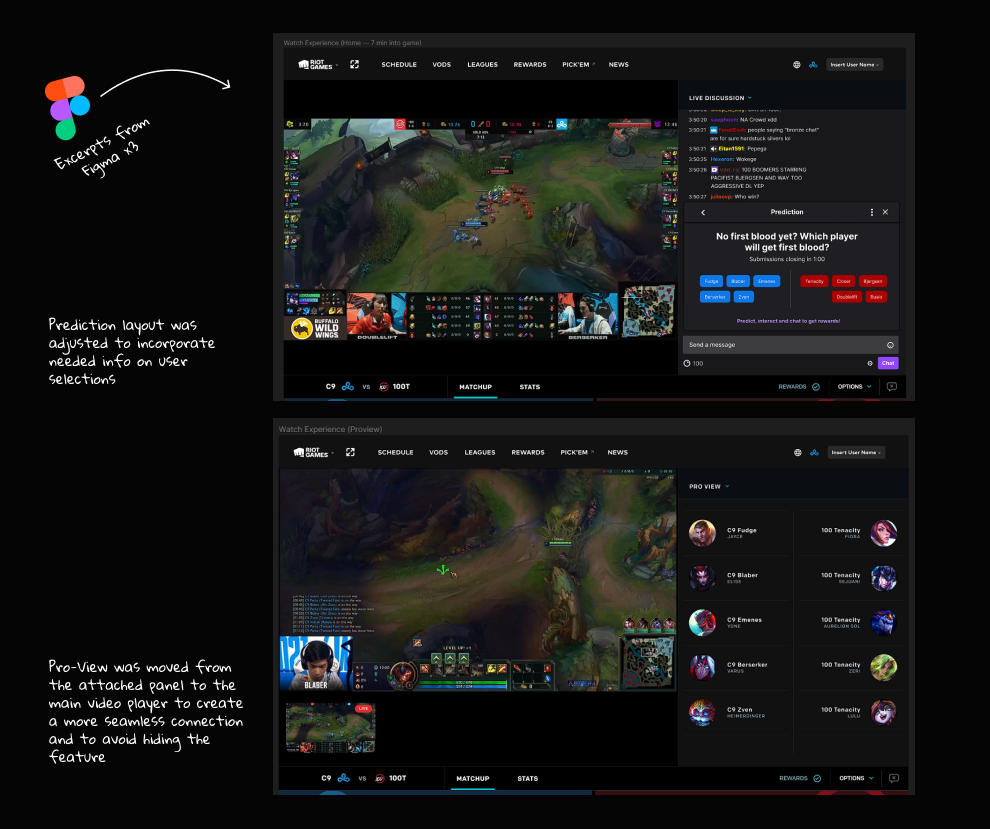 Excerpts from
Figma x3
Prediction layout was
adjusted to incorporate
needed info on user
selections
Watch Experience (Home — 7 min into game)
RIOT
GAMES
SCHEDULE VODS LEAGUES REWARDS PICK'EM NEWS
Insert User Name
LIVE DISCUSSION
3:50:20 NA Crowd xdd
3:50:21 people saying "bronze chat"
are for sure hardstuck silvers lol
3:50:21 Eitan1591: Pepega
3:50:25 Hexeron: Wokege
3:50:26 100 BOOMERS STARRING
PACIFIST BJERGSEN AND WAY TOO
AGGRESSIVE DL YEP
3:50:27 Who win?
Prediction
No first blood yet? Which player
will get first blood?
Submissions closing in 1:00
Fudge Blaber Emenes
Tenacity Closer Bjergsen
Berserker Zven
Doublelift Busio
Predict, interact and chat to get rewards!
Send a message
100
Chat
BUFFALO
WILD
WINGS
DOUBLELIFT
BERSERKER
C9 VS 100T
MATCHUP STATS
REWARDS OPTIONS
Pro-View was moved from
the attached panel to the
main video player to create
a more seamless connection
and to avoid hiding the
feature
Watch Experience (Proview)
RIOT
GAMES
SCHEDULE VODS LEAGUES REWARDS PICK'EM NEWS
Insert User Name
PRO VIEW
C9 Fudge
JAYCE
100 Tenacity
FIORA
C9 Blaber
ELISE
100 Tenacity
SEJUANI
C9 Emenes
YONE
100 Tenacity
AURELION SOL
C9 Berserker
VARUS
100 Tenacity
ZERI
C9 Zven
HEIMERDINGER
100 Tenacity
LULU
LEVEL UP! +1
BLABER
LIVE
C9 VS 100T
MATCHUP STATS
REWARDS OPTIONS